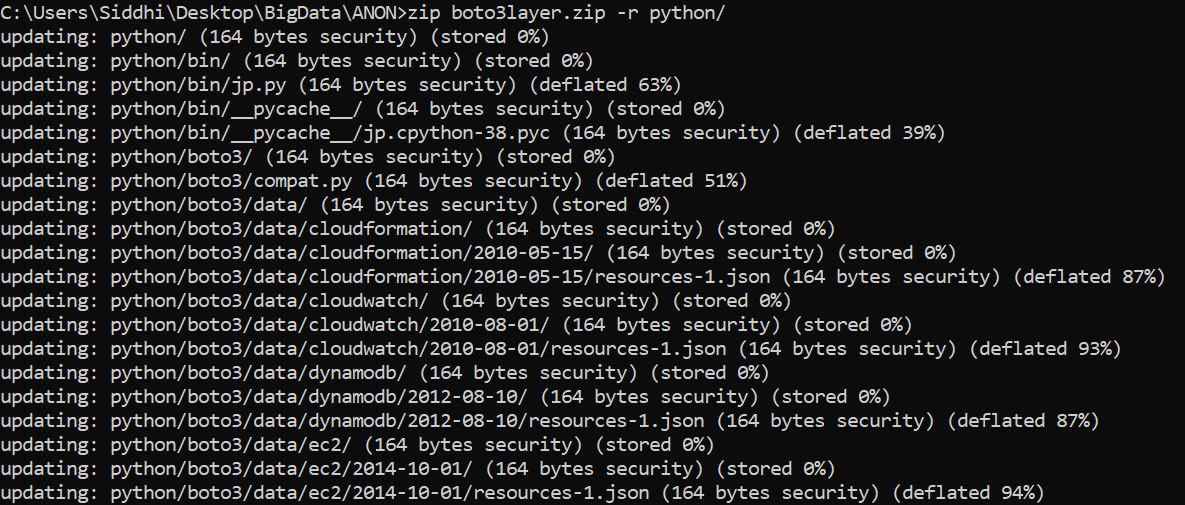 C:\Users\Siddhi\Desktop\BigData\ANON>zip boto3layer.zip -r python/
updating: python/ (164 bytes security) (stored 0%)
updating: python/bin/ (164 bytes security) (stored 0%)
updating: python/bin/jp.py (164 bytes security) (deflated 63%)
updating: python/bin/__pycache__/ (164 bytes security) (stored 0%)
updating: python/bin/__pycache__/jp.cpython-38.pyc (164 bytes security) (deflated 39%)
updating: python/boto3/ (164 bytes security) (stored 0%)
updating: python/boto3/compat.py (164 bytes security) (deflated 51%)
updating: python/boto3/data/ (164 bytes security) (stored 0%)
updating: python/boto3/data/cloudformation/ (164 bytes security) (stored 0%)
updating: python/boto3/data/cloudformation/2010-05-15/ (164 bytes security) (stored 0%)
updating: python/boto3/data/cloudformation/2010-05-15/resources-1.json (164 bytes security) (deflated 87%)
updating: python/boto3/data/cloudwatch/ (164 bytes security) (stored 0%)
updating: python/boto3/data/cloudwatch/2010-08-01/ (164 bytes security) (stored 0%)
updating: python/boto3/data/cloudwatch/2010-08-01/resources-1.json (164 bytes security) (deflated 93%)
updating: python/boto3/data/dynamodb/ (164 bytes security) (stored 0%)
updating: python/boto3/data/dynamodb/2012-08-10/ (164 bytes security) (stored 0%)
updating: python/boto3/data/dynamodb/2012-08-10/resources-1.json (164 bytes security) (deflated 87%)
updating: python/boto3/data/ec2/ (164 bytes security) (stored 0%)
updating: python/boto3/data/ec2/2014-10-01/ (164 bytes security) (stored 0%)
updating: python/boto3/data/ec2/2014-10-01/resources-1.json (164 bytes security) (deflated 94%)